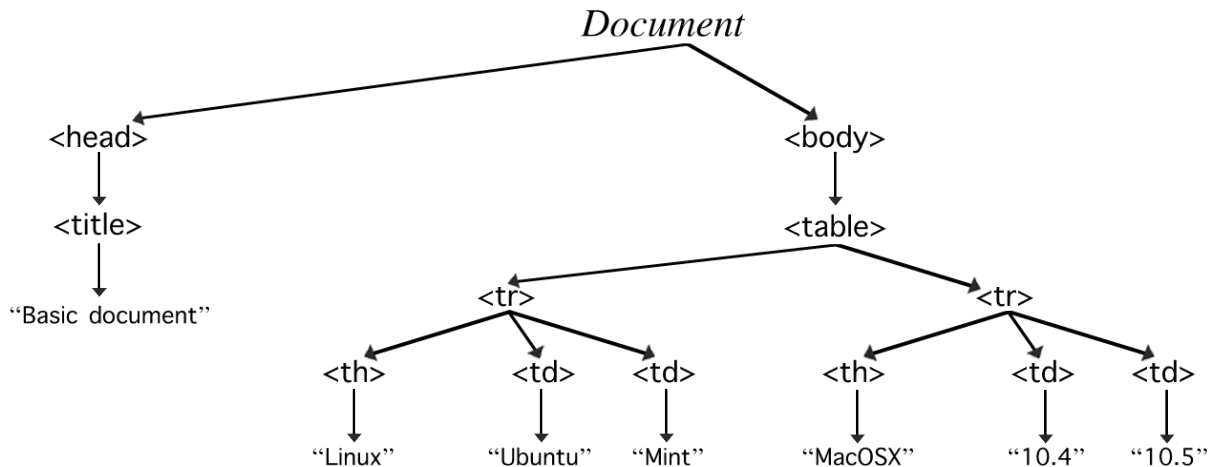 Document
<head> <body>
<title> <table>
“Basic document” <tr> <tr>
<th> <td> <td> <th> <td> <td>
“Linux” “Ubuntu” “Mint” “MacOSX” “10.4” “10.5”